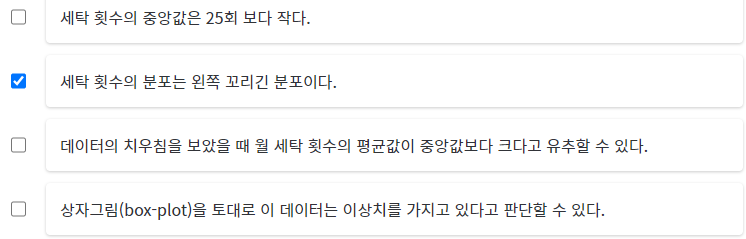 세탁 횟수의 중앙값은 25회 보다 작다.
세탁 횟수의 분포는 왼쪽 꼬리긴 분포이다.
데이터의 치우침을 보았을 때 월 세탁 횟수의 평균값이 중앙값보다 크다고 유추할 수 있다.
상자그림(box-plot)을 토대로 이 데이터는 이상치를 가지고 있다고 판단할 수 있다.